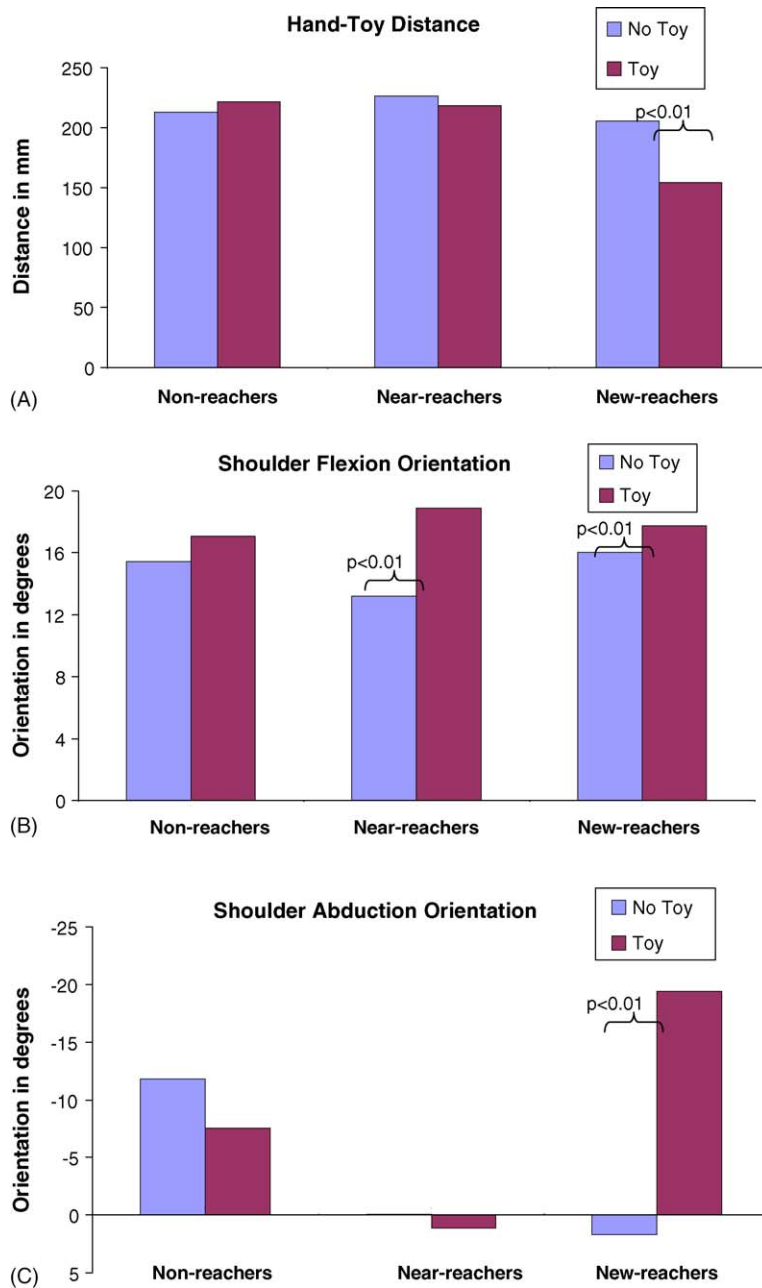 Hand-Toy Distance
No Toy
Toy
250
200
150
100
50
0
Distance in mm
p<0.01
Non-reachers
Near-reachers
New-reachers
(A)
Shoulder Flexion Orientation
No Toy
Toy
20
16
12
8
4
0
Orientation in degrees
p<0.01
p<0.01
Non-reachers
Near-reachers
New-reachers
(B)
Shoulder Abduction Orientation
No Toy
Toy
-25
-20
-15
-10
-5
0
5
Orientation in degrees
p<0.01
Non-reachers
Near-reachers
New-reachers
(C)